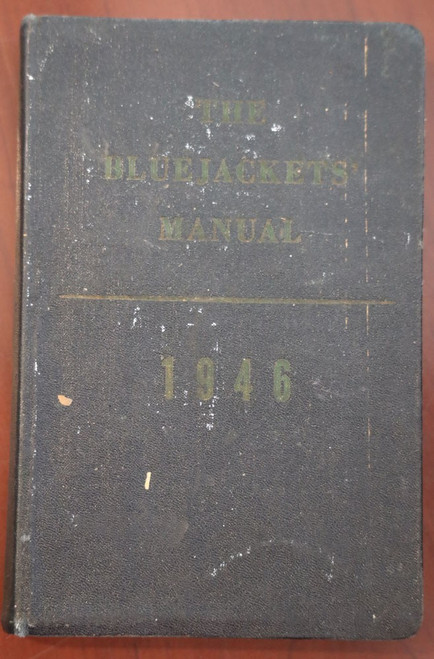 THE
BLUEJACKETS'
MANUAL
1946